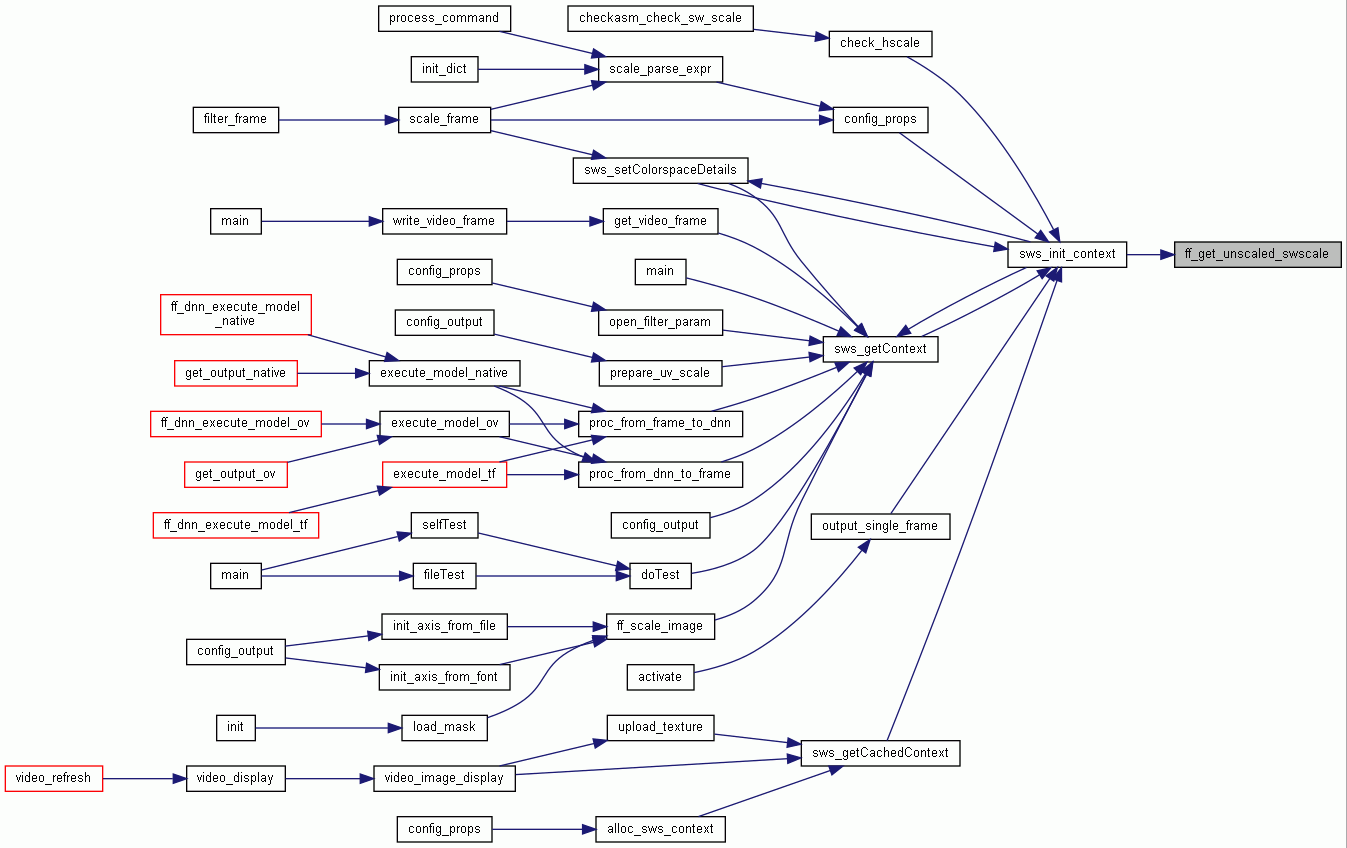 process_command
checkasm_check_sw_scale
check_hscale
init_dict
scale_parse_expr
filter_frame
scale_frame
config_props
sws_setColorspaceDetails
main
write_video_frame
get_video_frame
sws_init_context
ff_get_unscaled_swscale
config_props
main
ff_dnn_execute_model
_native
config_output
open_filter_param
sws_getContext
get_output_native
execute_model_native
prepare_uv_scale
ff_dnn_execute_model_ov
execute_model_ov
proc_from_frame_to_dnn
get_output_ov
execute_model_tf
proc_from_dnn_to_frame
ff_dnn_execute_model_tf
selfTest
config_output
output_single_frame
main
fileTest
doTest
config_output
init_axis_from_file
ff_scale_image
init_axis_from_font
activate
init
load_mask
upload_texture
sws_getCachedContext
video_refresh
video_display
video_image_display
config_props
alloc_sws_context